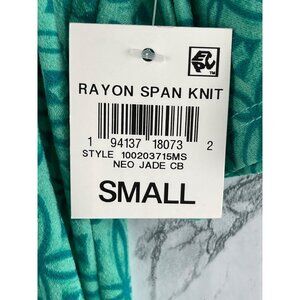 RAYON SPAN KNIT
1 94137 18073 2
STYLE 100203715MS
NEO JADE CB
SMALL